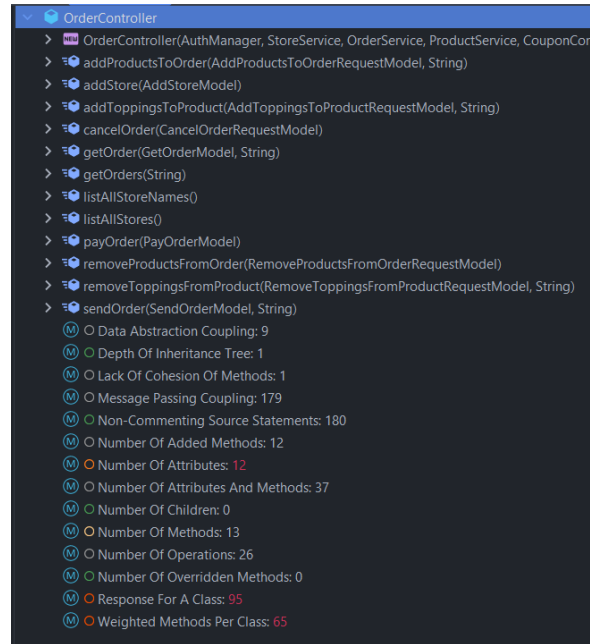 OrderController
NEW OrderController(AuthManager, StoreService, OrderService, ProductService, CouponCor
addProductsToOrder(AddProductsToOrderRequestModel, String)
addStore(AddStoreModel)
addToppingsToProduct(AddToppingsToProductRequestModel, String)
cancelOrder(CancelOrderRequestModel)
getOrder(GetOrderModel, String)
getOrders(String)
listAllStoreNames()
listAllStores()
payOrder(PayOrderModel)
removeProductsFromOrder(RemoveProductsFromOrderRequestModel)
removeToppingsFromProduct(RemoveToppingsFromProductRequestModel, String)
sendOrder(SendOrderModel, String)
M Data Abstraction Coupling: 9
M Depth Of Inheritance Tree: 1
M Lack Of Cohesion Of Methods: 1
M Message Passing Coupling: 179
M Non-Commenting Source Statements: 180
M Number Of Added Methods: 12
M Number Of Attributes: 12
M Number Of Attributes And Methods: 37
M Number Of Children: 0
M Number Of Methods: 13
M Number Of Operations: 26
M Number Of Overridden Methods: 0
M Response For A Class: 95
M Weighted Methods Per Class: 65